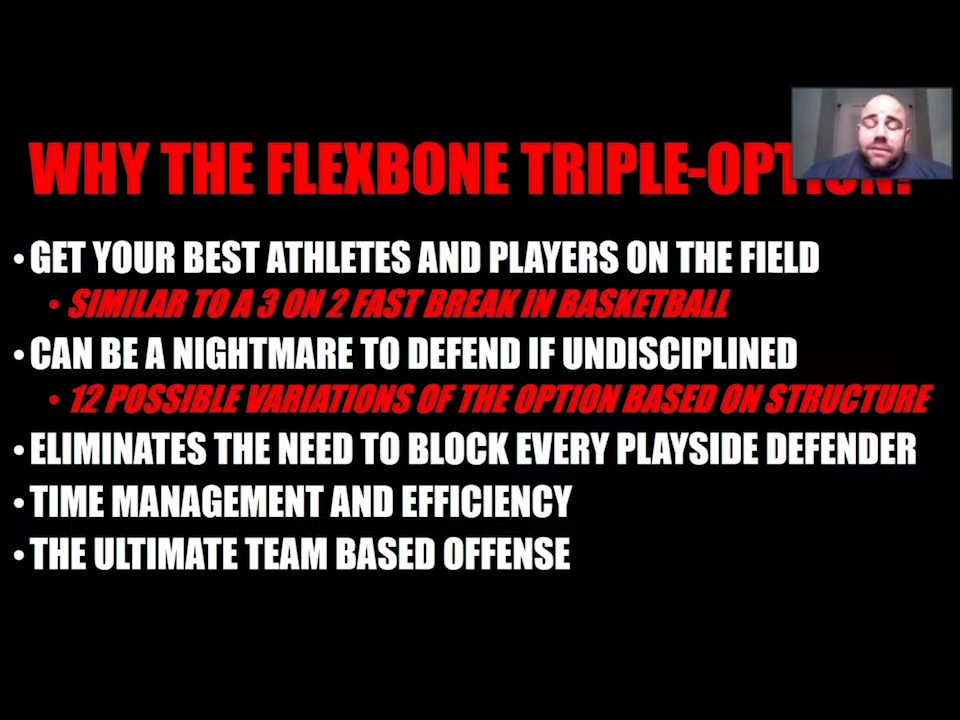 WHY THE FLEXBONE TRIPLE-OPTION?
• GET YOUR BEST ATHLETES AND PLAYERS ON THE FIELD
• SIMILAR TO A 3 ON 2 FAST BREAK IN BASKETBALL
• CAN BE A NIGHTMARE TO DEFEND IF UNDISCIPLINED
• 12 POSSIBLE VARIATIONS OF THE OPTION BASED ON STRUCTURE
• ELIMINATES THE NEED TO BLOCK EVERY PLAYSIDE DEFENDER
• TIME MANAGEMENT AND EFFICIENCY
• THE ULTIMATE TEAM BASED OFFENSE